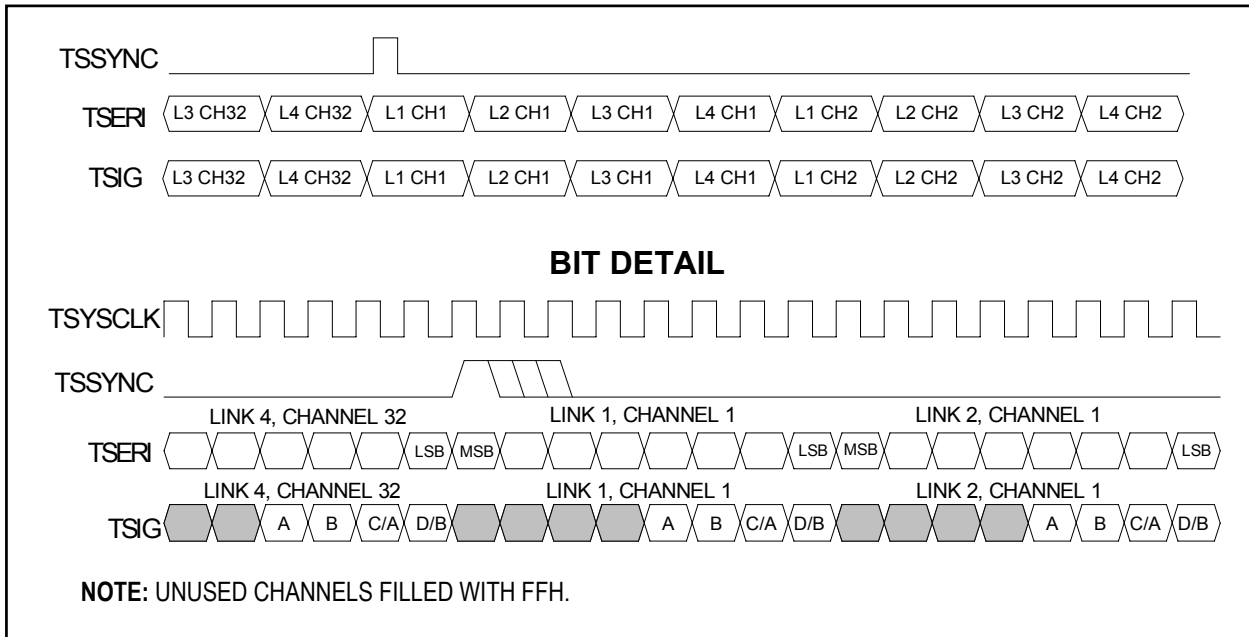 TSSYNC
TSERI L3 CH32 L4 CH32 L1 CH1 L2 CH1 L3 CH1 L4 CH1 L1 CH2 L2 CH2 L3 CH2 L4 CH2
TSIG L3 CH32 L4 CH32 L1 CH1 L2 CH1 L3 CH1 L4 CH1 L1 CH2 L2 CH2 L3 CH2 L4 CH2
BIT DETAIL
TSYSCLK
TSSYNC
LINK 4, CHANNEL 32 LINK 1, CHANNEL 1 LINK 2, CHANNEL 1
TSERI LSB MSB LSB MSB LSB
LINK 4, CHANNEL 32 LINK 1, CHANNEL 1 LINK 2, CHANNEL 1
TSIG A B C/A D/B A B C/A D/B A B C/A D/B
NOTE: UNUSED CHANNELS FILLED WITH FFH.